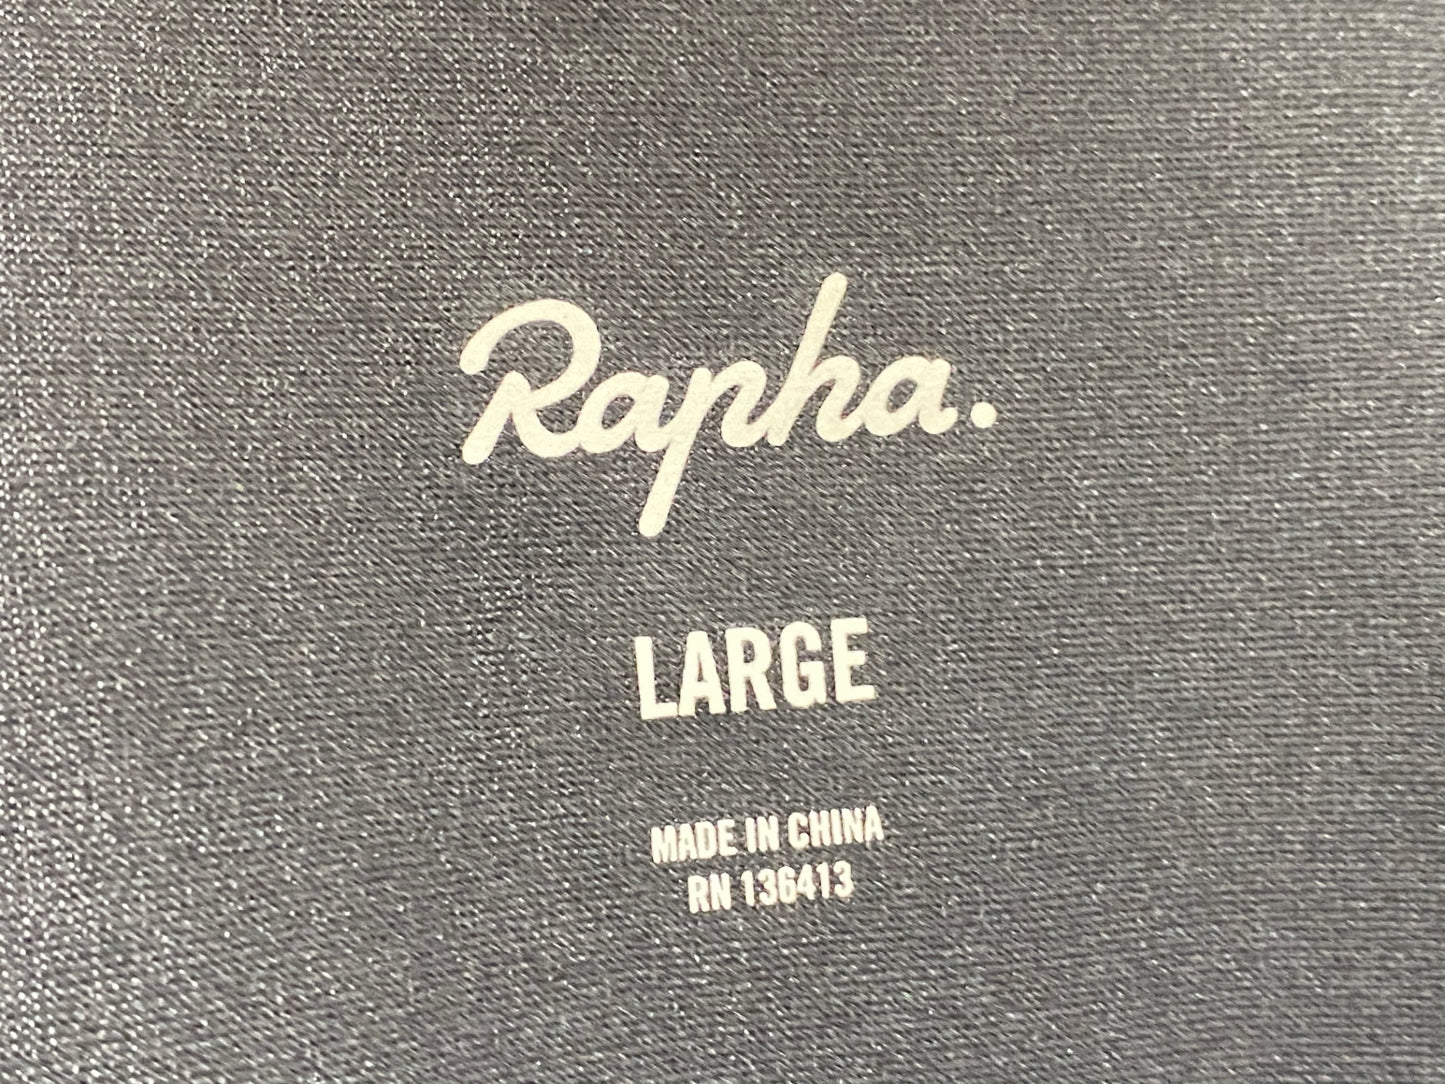 Rapha.
LARGE
MADE IN CHINA
RN 136413